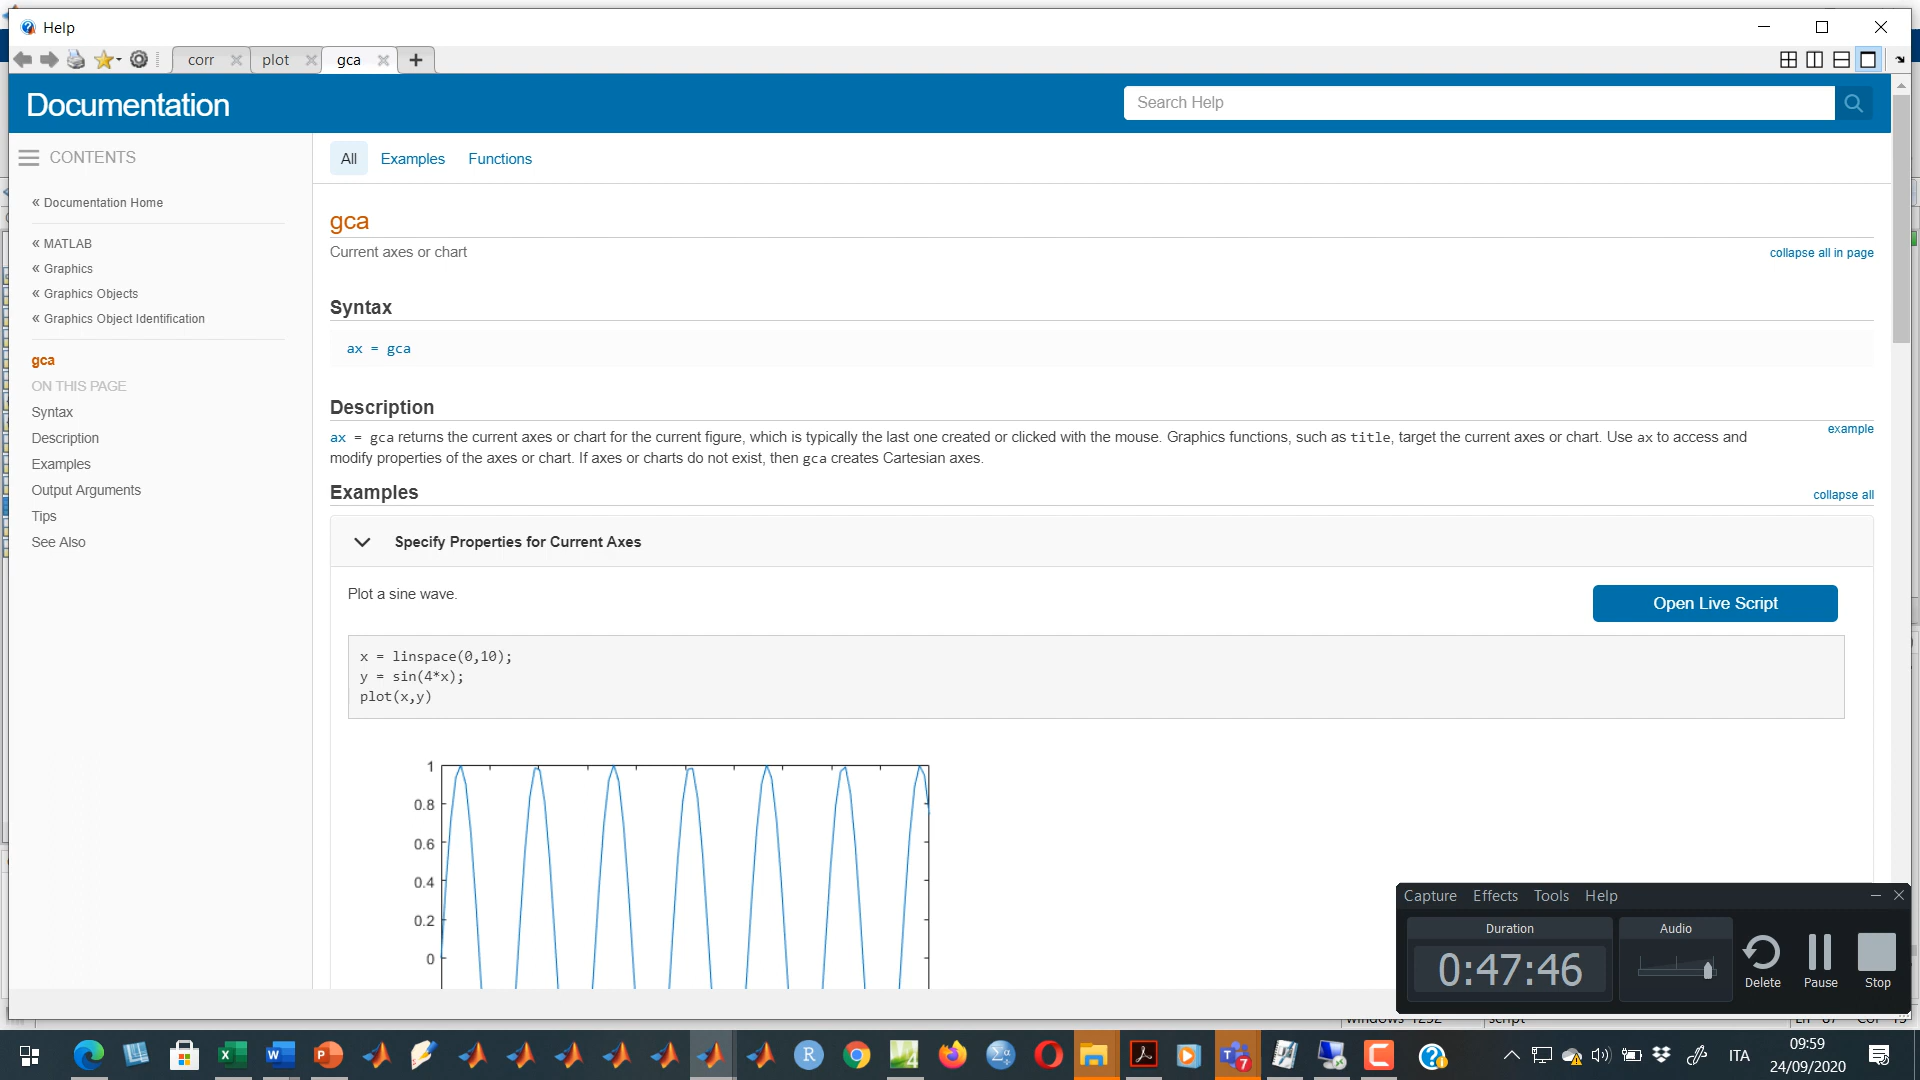 Help
corr
plot
gca
Documentation
Search Help
CONTENTS
All
Examples
Functions
« Documentation Home
« MATLAB
« Graphics
« Graphics Objects
« Graphics Object Identification
gca
ON THIS PAGE
Syntax
Description
Examples
Output Arguments
Tips
See Also
gca
Current axes or chart
collapse all in page
Syntax
ax = gca
Description
ax = gca returns the current axes or chart for the current figure, which is typically the last one created or clicked with the mouse. Graphics functions, such as title, target the current axes or chart. Use ax to access and
modify properties of the axes or chart. If axes or charts do not exist, then gca creates Cartesian axes.
example
Examples
collapse all
Specify Properties for Current Axes
Plot a sine wave.
Open Live Script
x = linspace(0,10);
y = sin(4*x);
plot(x,y)
1
0.8
0.6
0.4
0.2
0
Capture Effects Tools Help
Duration
Audio
0:47:46
Delete
Pause
Stop
ITA
09:59
24/09/2020